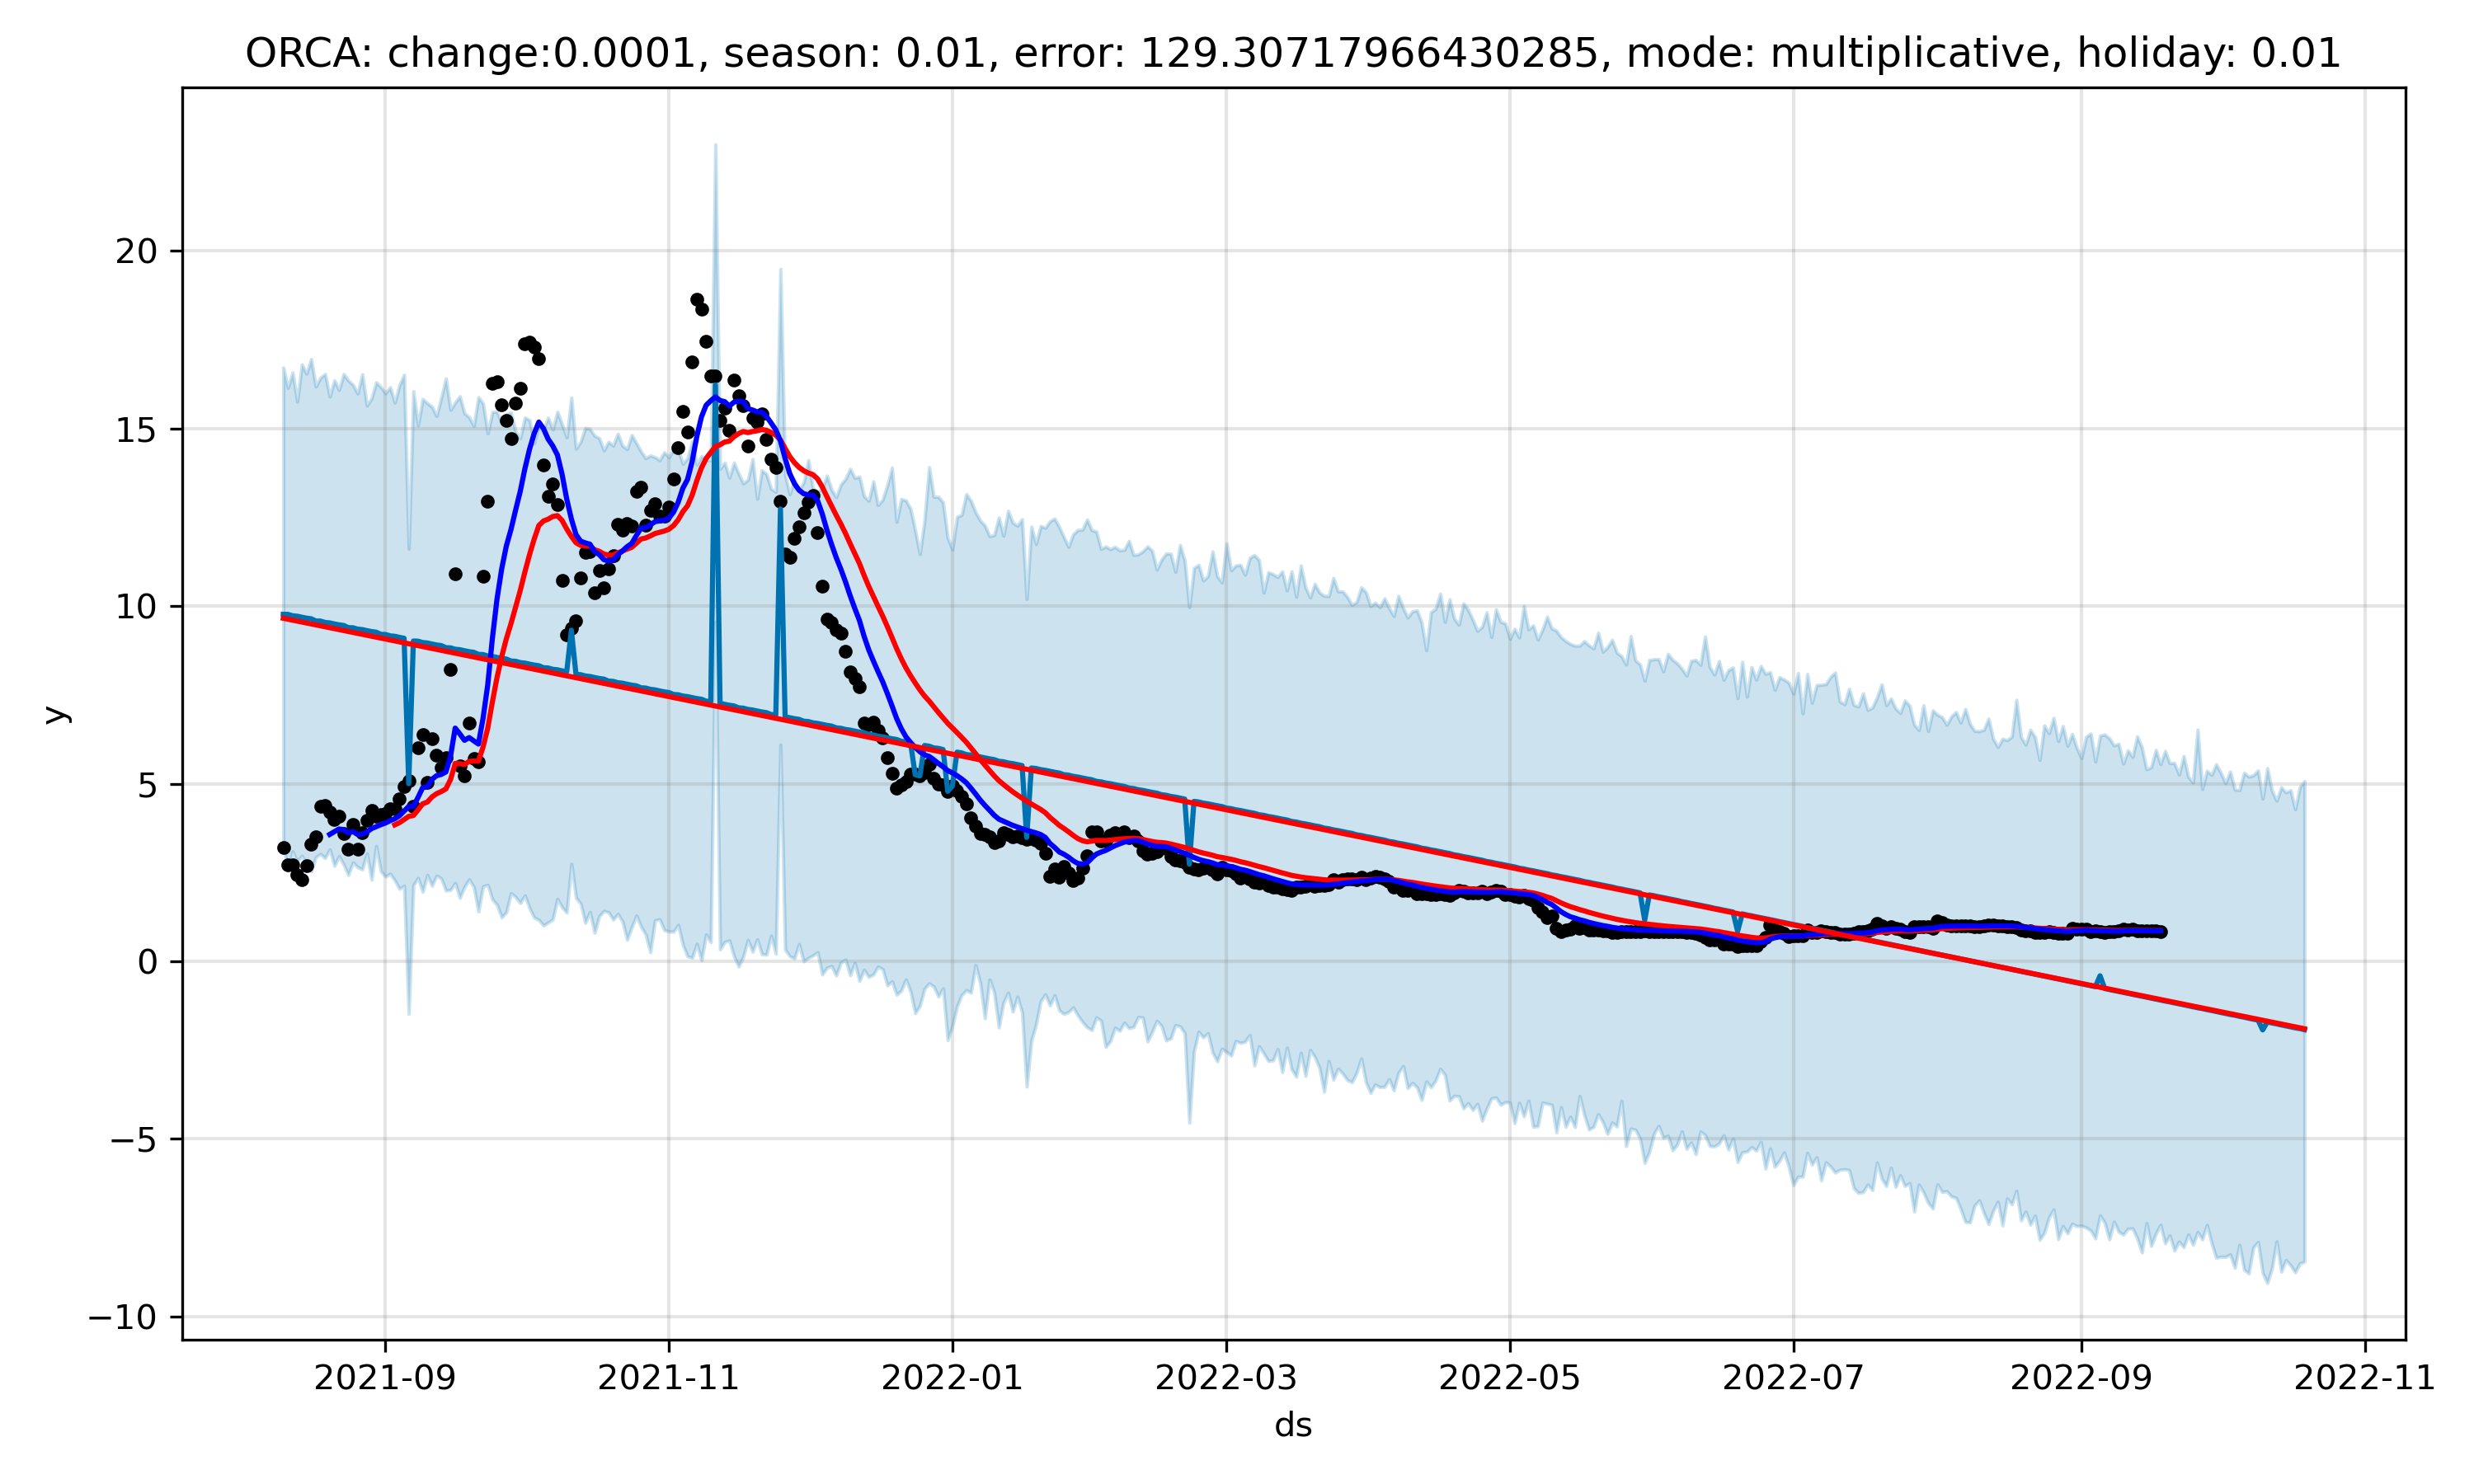 ORCA: change:0.0001, season: 0.01, error: 129.30717966430285, mode: multiplicative, holiday: 0.01
20
15
10
5
0
−5
−10
y
2021-09 2021-11 2022-01 2022-03 2022-05 2022-07 2022-09 2022-11
ds